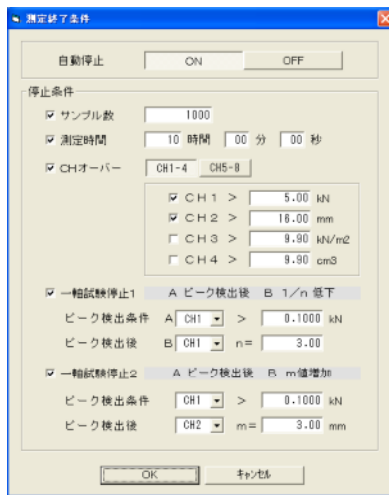 測定終了条件
自動停止 ON OFF
停止条件
サンプル数 1000
測定時間 10 時間 00 分 00 秒
CHオーバー CH1-4 CH5-8
CH1 > 5.00 kN
CH2 > 16.00 mm
CH3 > 9.90 kN/m2
CH4 > 9.90 cm3
一軸試験停止1 A ピーク検出後 B 1/n 低下
ピーク検出条件 A CH1 > 0.1000 kN
ピーク検出後 B CH1 n= 3.00
一軸試験停止2 A ピーク検出後 B m値増加
ピーク検出条件 CH1 > 0.1000 kN
ピーク検出後 CH2 m= 3.00 mm
OK キャンセル